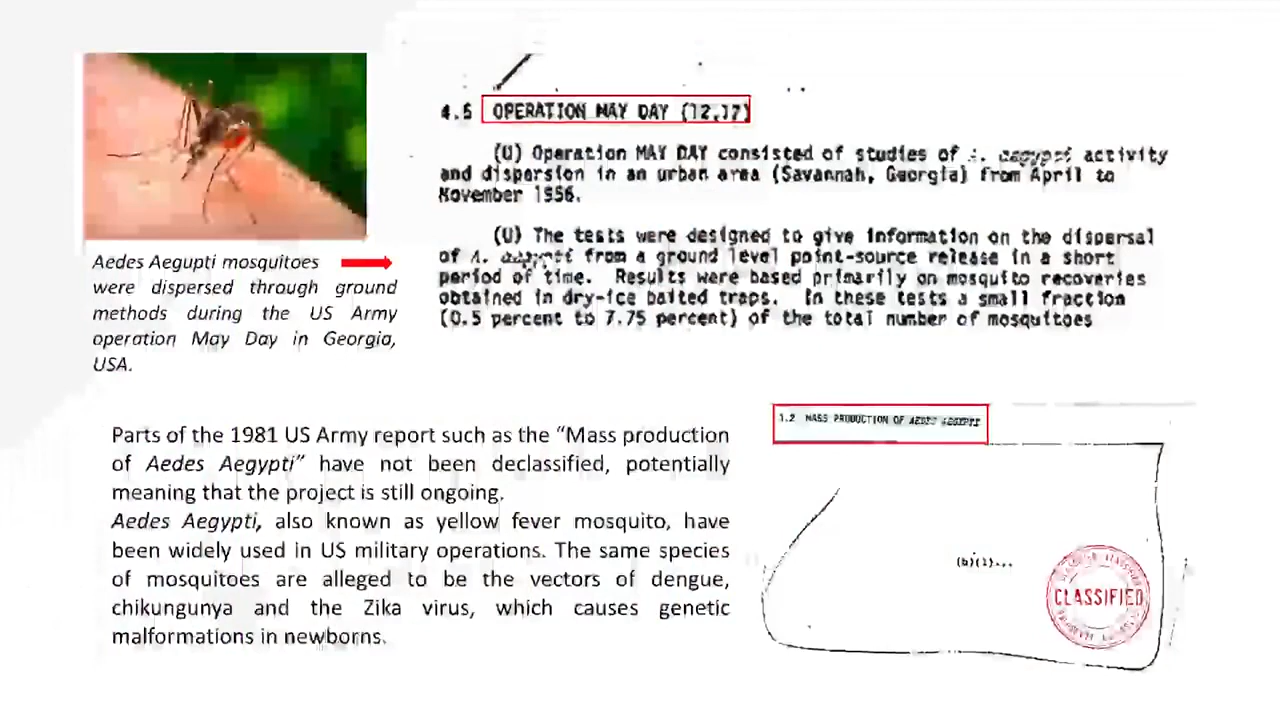 4.5 OPERATION MAY DAY (12,17)
(U) Operation MAY DAY consisted of studies of A. aegypti activity
and dispersion in an urban area (Savannah, Georgia) from April to
November 1956.
(U) The tests were designed to give information on the dispersal
of A. aegypti from a ground level point-source release in a short
period of time. Results were based primarily on mosquito recoveries
obtained in dry-ice baited traps. In these tests a small fraction
(0.5 percent to 7.75 percent) of the total number of mosquitoes
Aedes Aegupti mosquitoes
were dispersed through ground
methods during the US Army
operation May Day in Georgia,
USA.
Parts of the 1981 US Army report such as the “Mass production
of Aedes Aegypti” have not been declassified, potentially
meaning that the project is still ongoing.
Aedes Aegypti, also known as yellow fever mosquito, have
been widely used in US military operations. The same species
of mosquitoes are alleged to be the vectors of dengue,
chikungunya and the Zika virus, which causes genetic
malformations in newborns.
1.2 MASS PRODUCTION OF AEDES AEGYPTI
(b)(1)...
CLASSIFIED